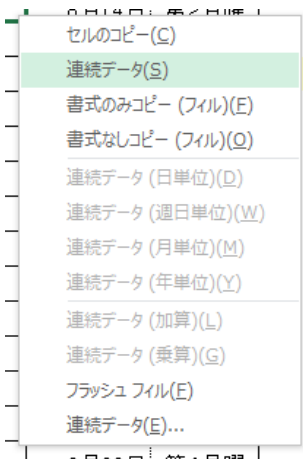 セルのコピー(C)
連続データ(S)
書式のみコピー (フィル)(F)
書式なしコピー (フィル)(O)
連続データ (日単位)(D)
連続データ (週日単位)(W)
連続データ (月単位)(M)
連続データ (年単位)(Y)
連続データ (加算)(L)
連続データ (乗算)(G)
フラッシュ フィル(F)
連続データ(E)...